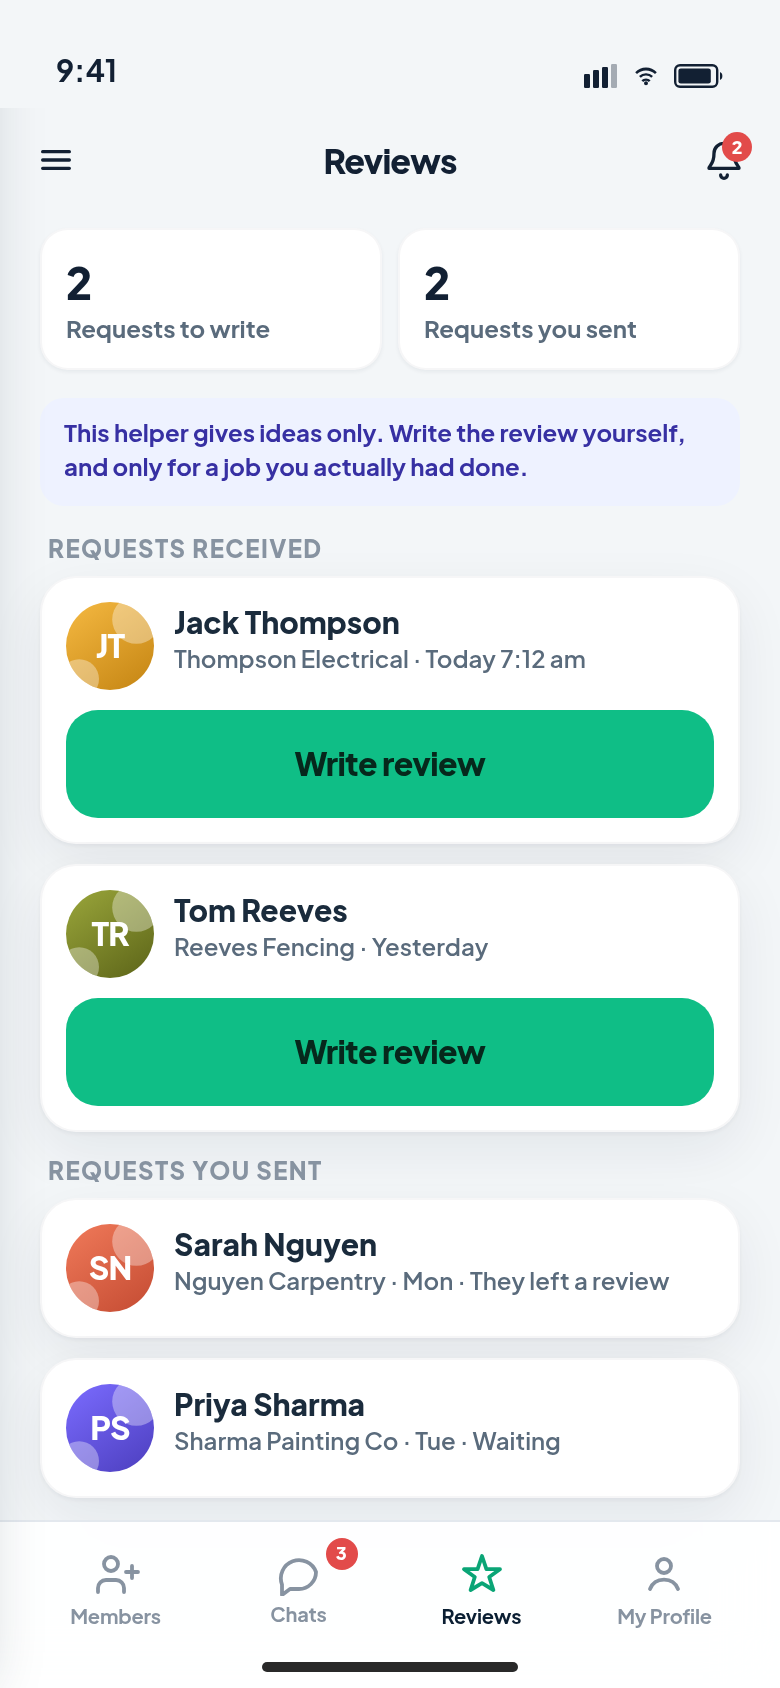 9:41
Reviews
2
2
Requests to write
2
Requests you sent
This helper gives ideas only. Write the review yourself,
and only for a job you actually had done.
REQUESTS RECEIVED
JT
Jack Thompson
Thompson Electrical · Today 7:12 am
Write review
TR
Tom Reeves
Reeves Fencing · Yesterday
Write review
REQUESTS YOU SENT
SN
Sarah Nguyen
Nguyen Carpentry · Mon · They left a review
PS
Priya Sharma
Sharma Painting Co · Tue · Waiting
Members
3
Chats
Reviews
My Profile